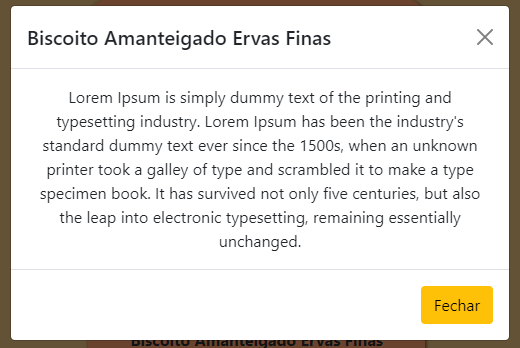 Biscoito Amanteigado Ervas Finas
Lorem Ipsum is simply dummy text of the printing and
typesetting industry. Lorem Ipsum has been the industry's
standard dummy text ever since the 1500s, when an unknown
printer took a galley of type and scrambled it to make a type
specimen book. It has survived not only five centuries, but also
the leap into electronic typesetting, remaining essentially
unchanged.
Fechar
Biscoito Amanteigado Ervas Finas